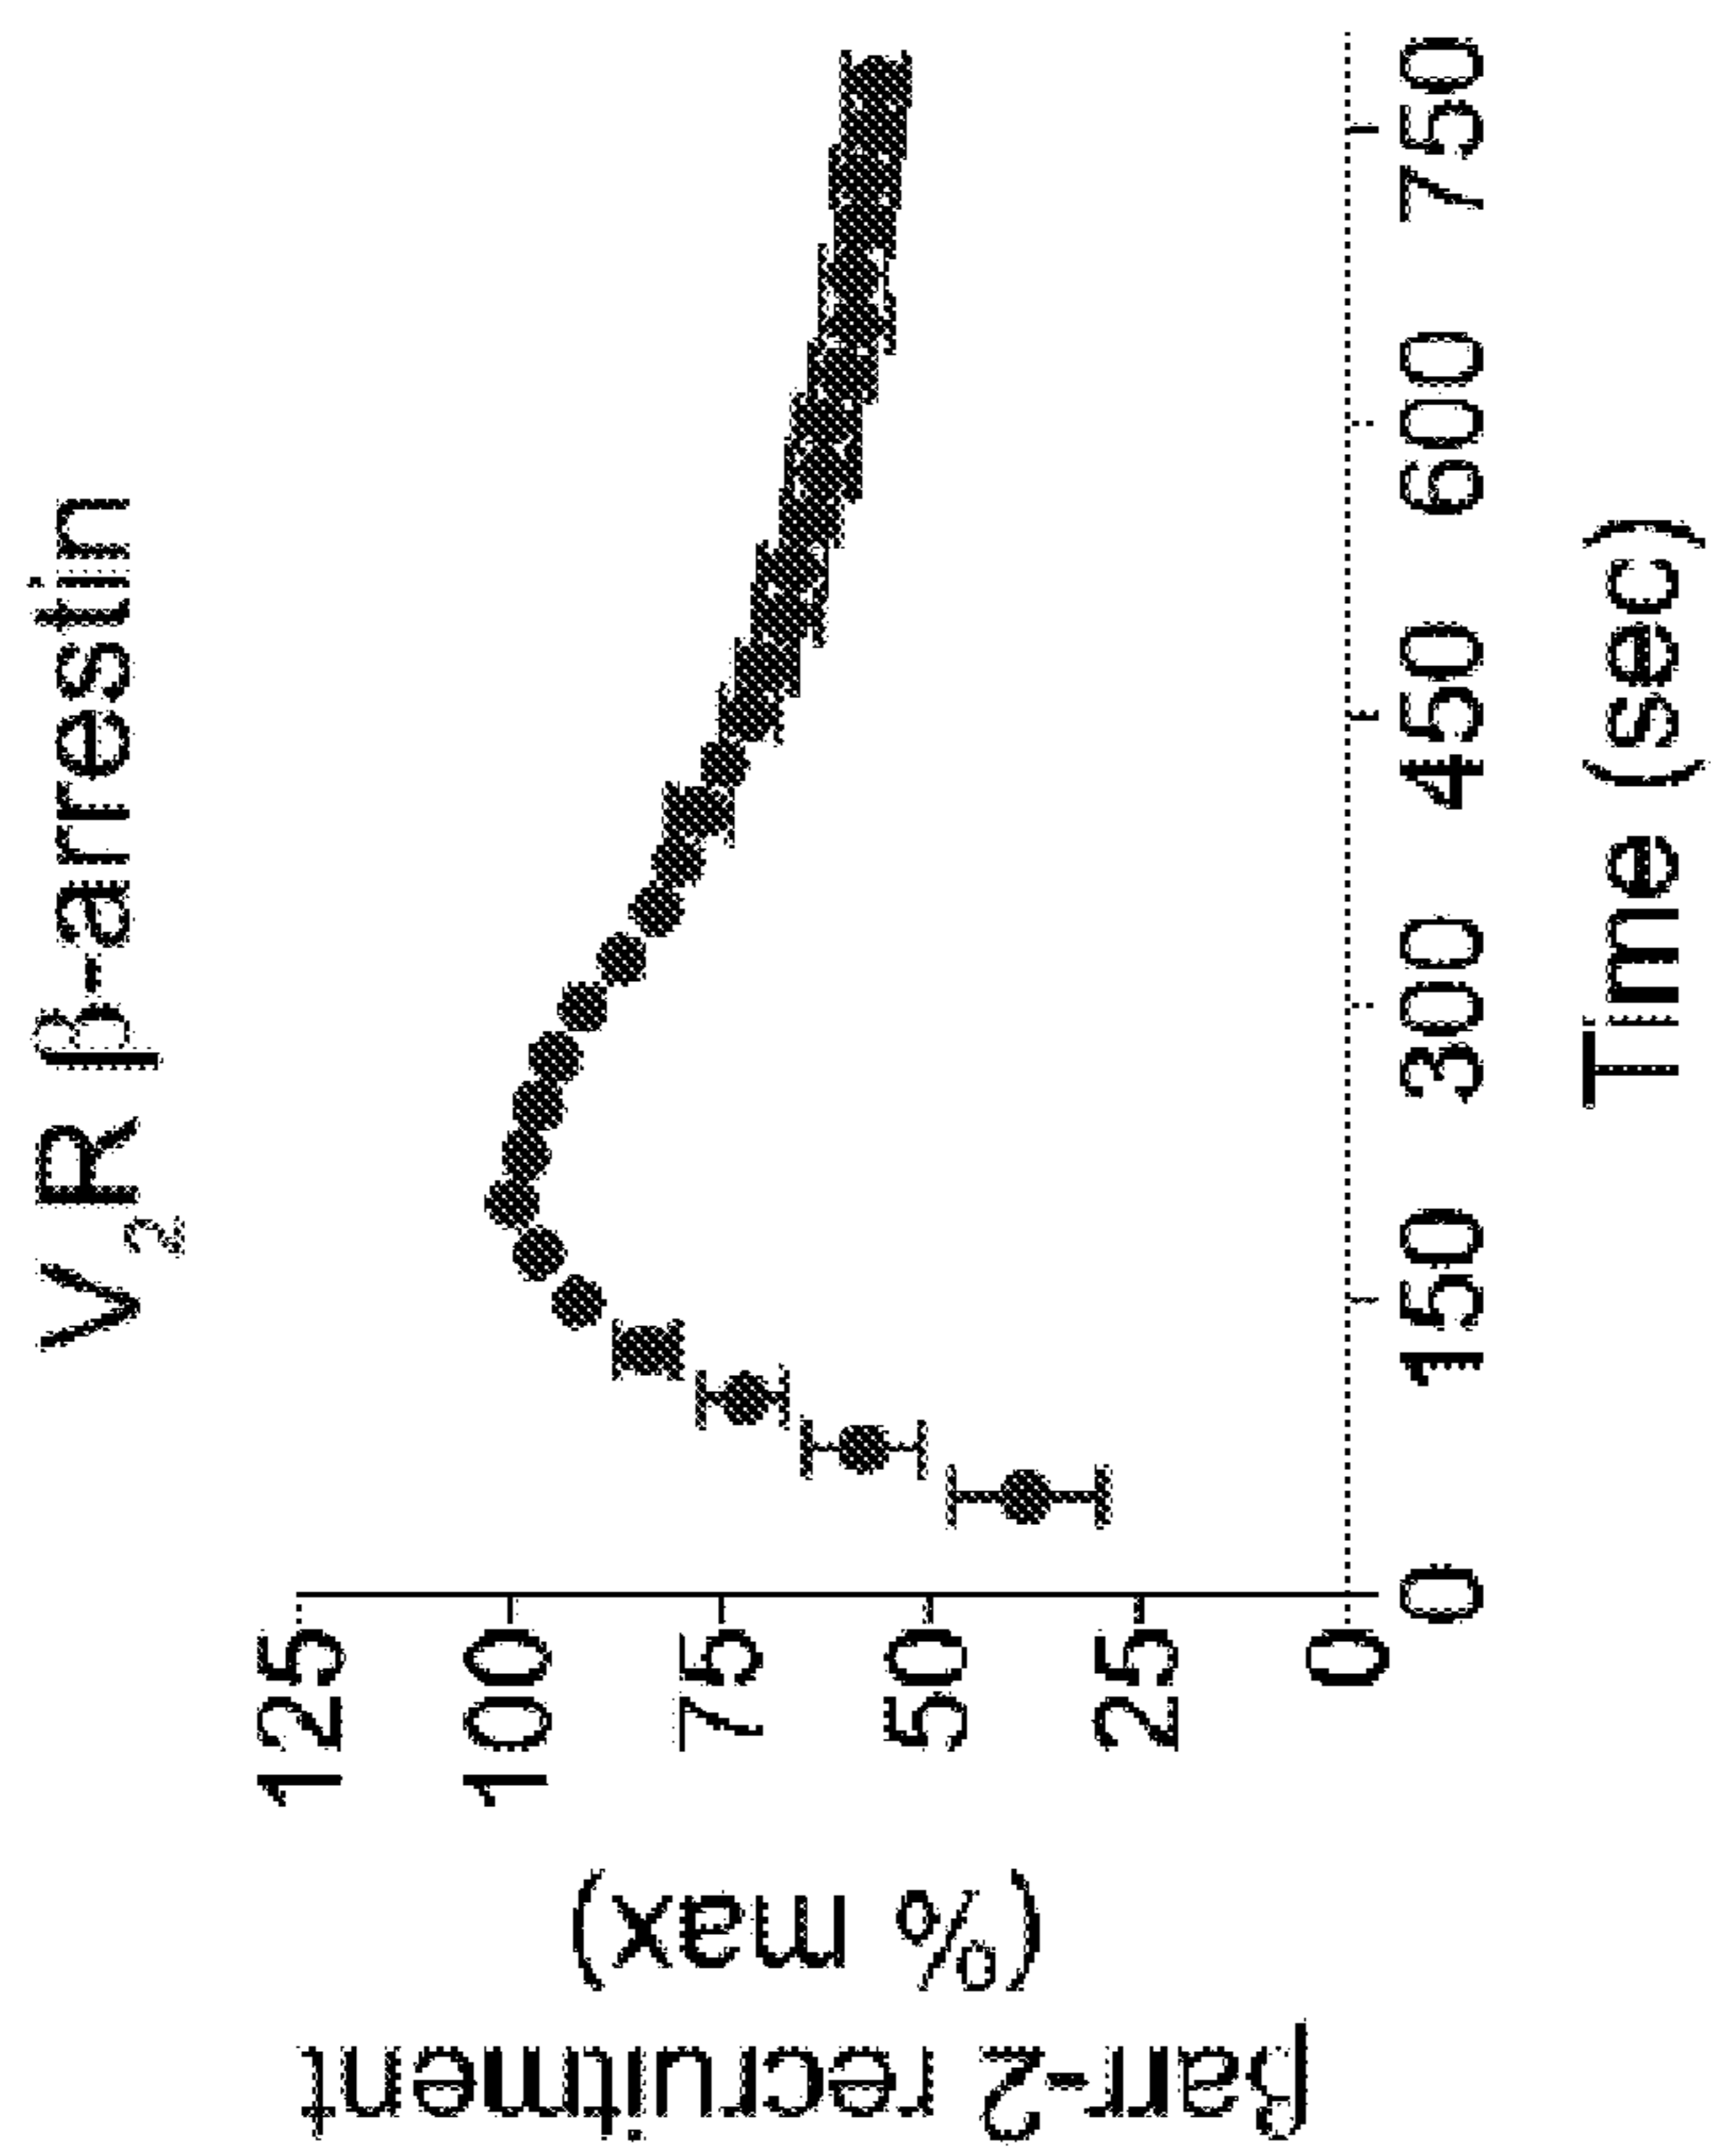 V₂R β-arrestin
βarr-2 recruitment
(% max)
125
100
75
50
25
0
0 150 300 450 600 750
Time (sec)